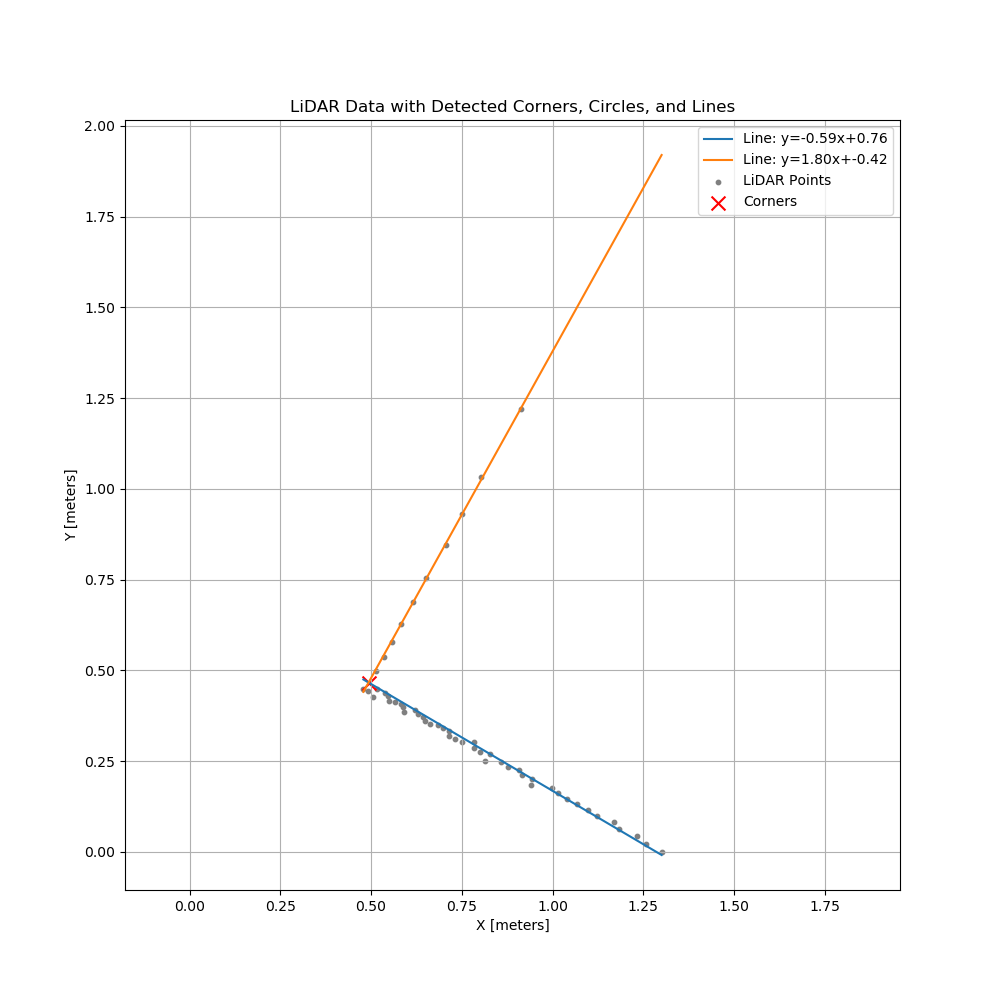 LiDAR Data with Detected Corners, Circles, and Lines
Line: y=-0.59x+0.76
Line: y=1.80x+-0.42
LiDAR Points
Corners
2.00
1.75
1.50
1.25
1.00
0.75
0.50
0.25
0.00
Y [meters]
0.00 0.25 0.50 0.75 1.00 1.25 1.50 1.75
X [meters]